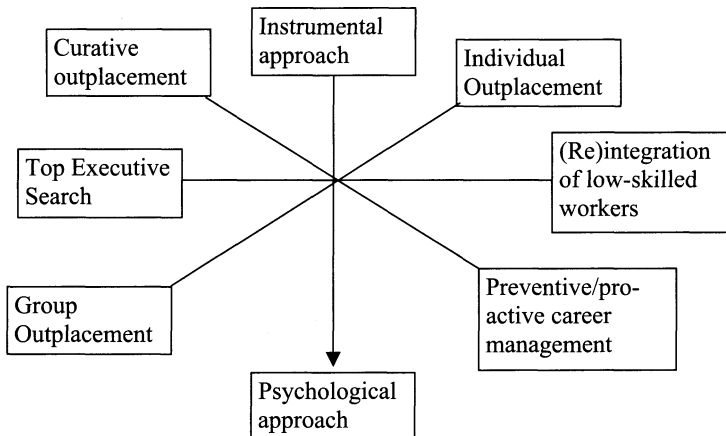 Instrumental
approach
Curative
outplacement
Individual
Outplacement
Top Executive
Search
(Re)integration
of low-skilled
workers
Group
Outplacement
Preventive/pro-
active career
management
Psychological
approach